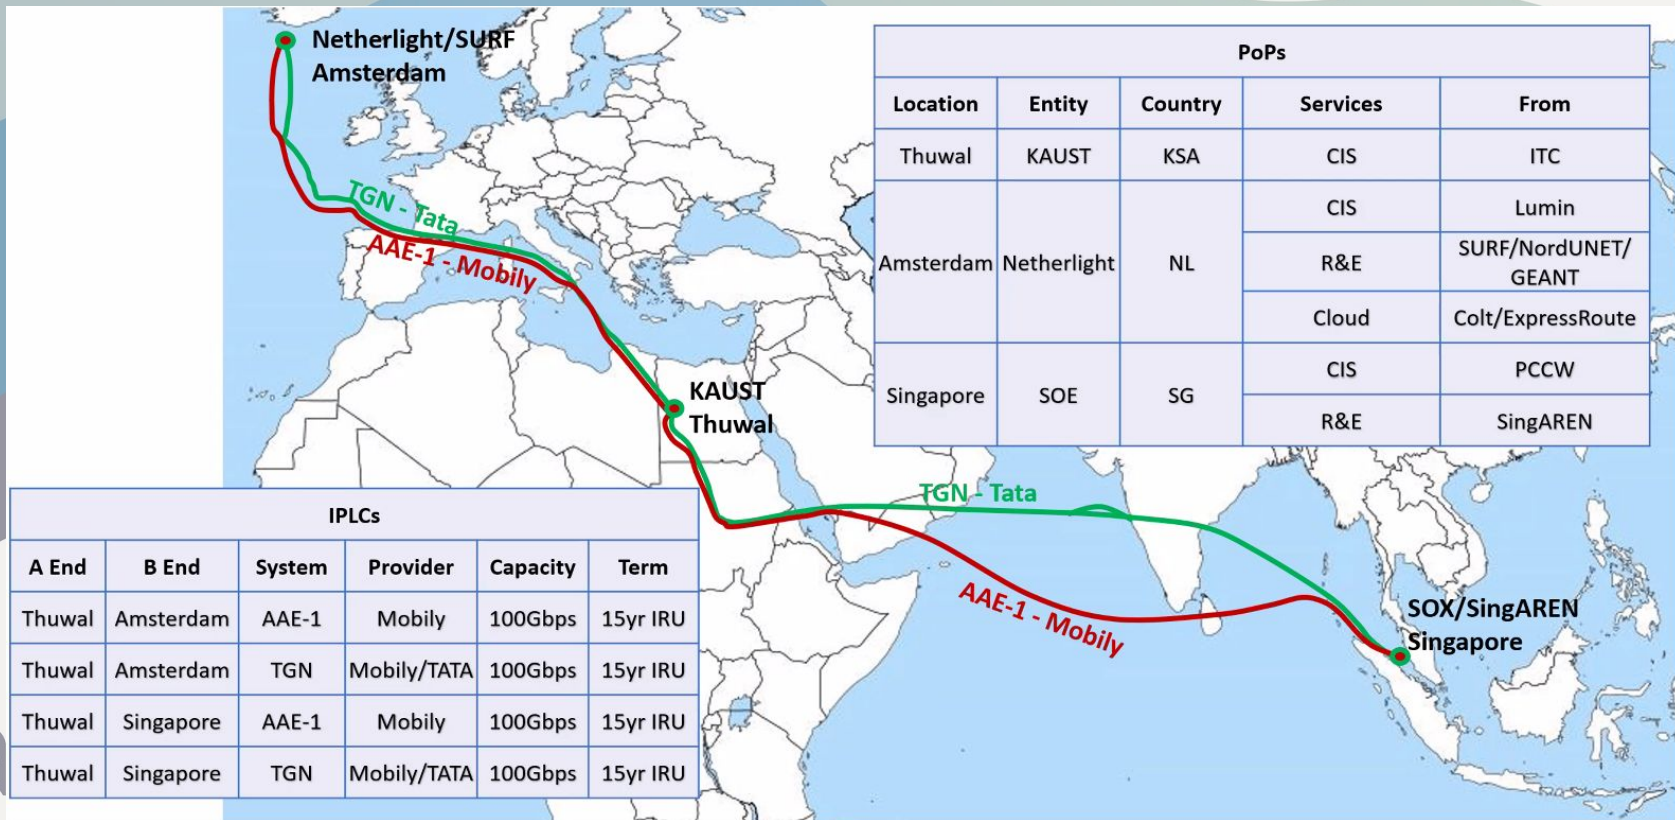 Netherlight/SURF
Amsterdam
TGN - Tata
AAE-1 - Mobily
KAUST
Thuwal
TGN - Tata
AAE-1 - Mobily
SOX/SingAREN
Singapore
PoPs
Location Entity Country Services From
Thuwal KAUST KSA CIS ITC
Amsterdam Netherlight NL
CIS Lumin
R&E SURF/NordUNET/
GEANT
Cloud Colt/ExpressRoute
Singapore SOE SG
CIS PCCW
R&E SingAREN
IPLCs
A End B End System Provider Capacity Term
Thuwal Amsterdam AAE-1 Mobily 100Gbps 15yr IRU
Thuwal Amsterdam TGN Mobily/TATA 100Gbps 15yr IRU
Thuwal Singapore AAE-1 Mobily 100Gbps 15yr IRU
Thuwal Singapore TGN Mobily/TATA 100Gbps 15yr IRU